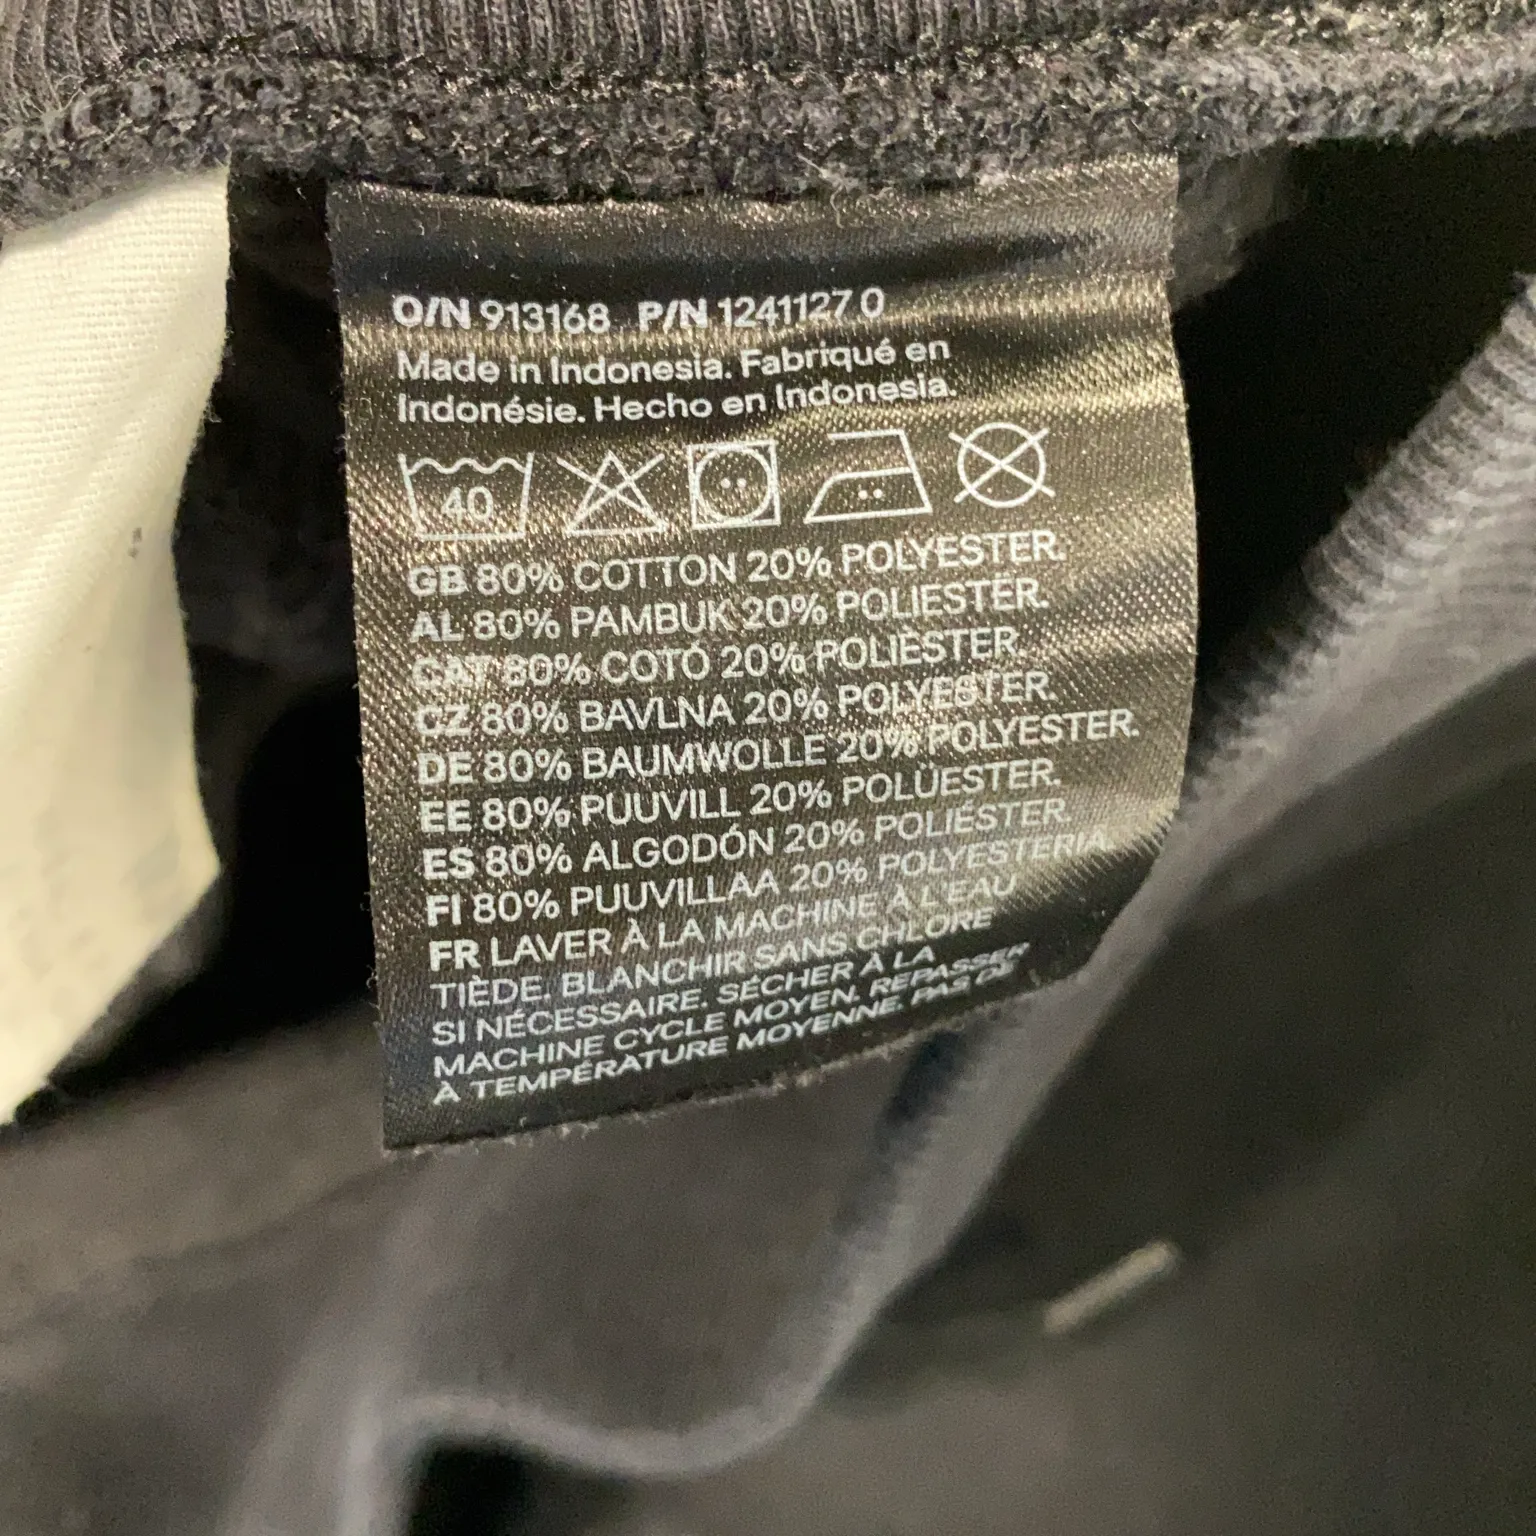 O/N 913168 P/N 1241127 0
Made in Indonesia. Fabriqué en
Indonésie. Hecho en Indonesia.
40
GB 80% COTTON 20% POLYESTER.
AL 80% PAMBUK 20% POLIESTER.
CAT 80% COTÓ 20% POLIÈSTER.
CZ 80% BAVLNA 20% POLYESTER.
DE 80% BAUMWOLLE 20% POLYESTER.
EE 80% PUUVILL 20% POLÜESTER.
ES 80% ALGODÓN 20% POLIÉSTER.
FI 80% PUUVILLAA 20% POLYESTERIA.
FR LAVER À LA MACHINE À L'EAU
TIÈDE. BLANCHIR SANS CHLORE
SI NÉCESSAIRE. SÉCHER À LA
MACHINE CYCLE MOYEN. REPASSER
À TEMPÉRATURE MOYENNE. PAS DE